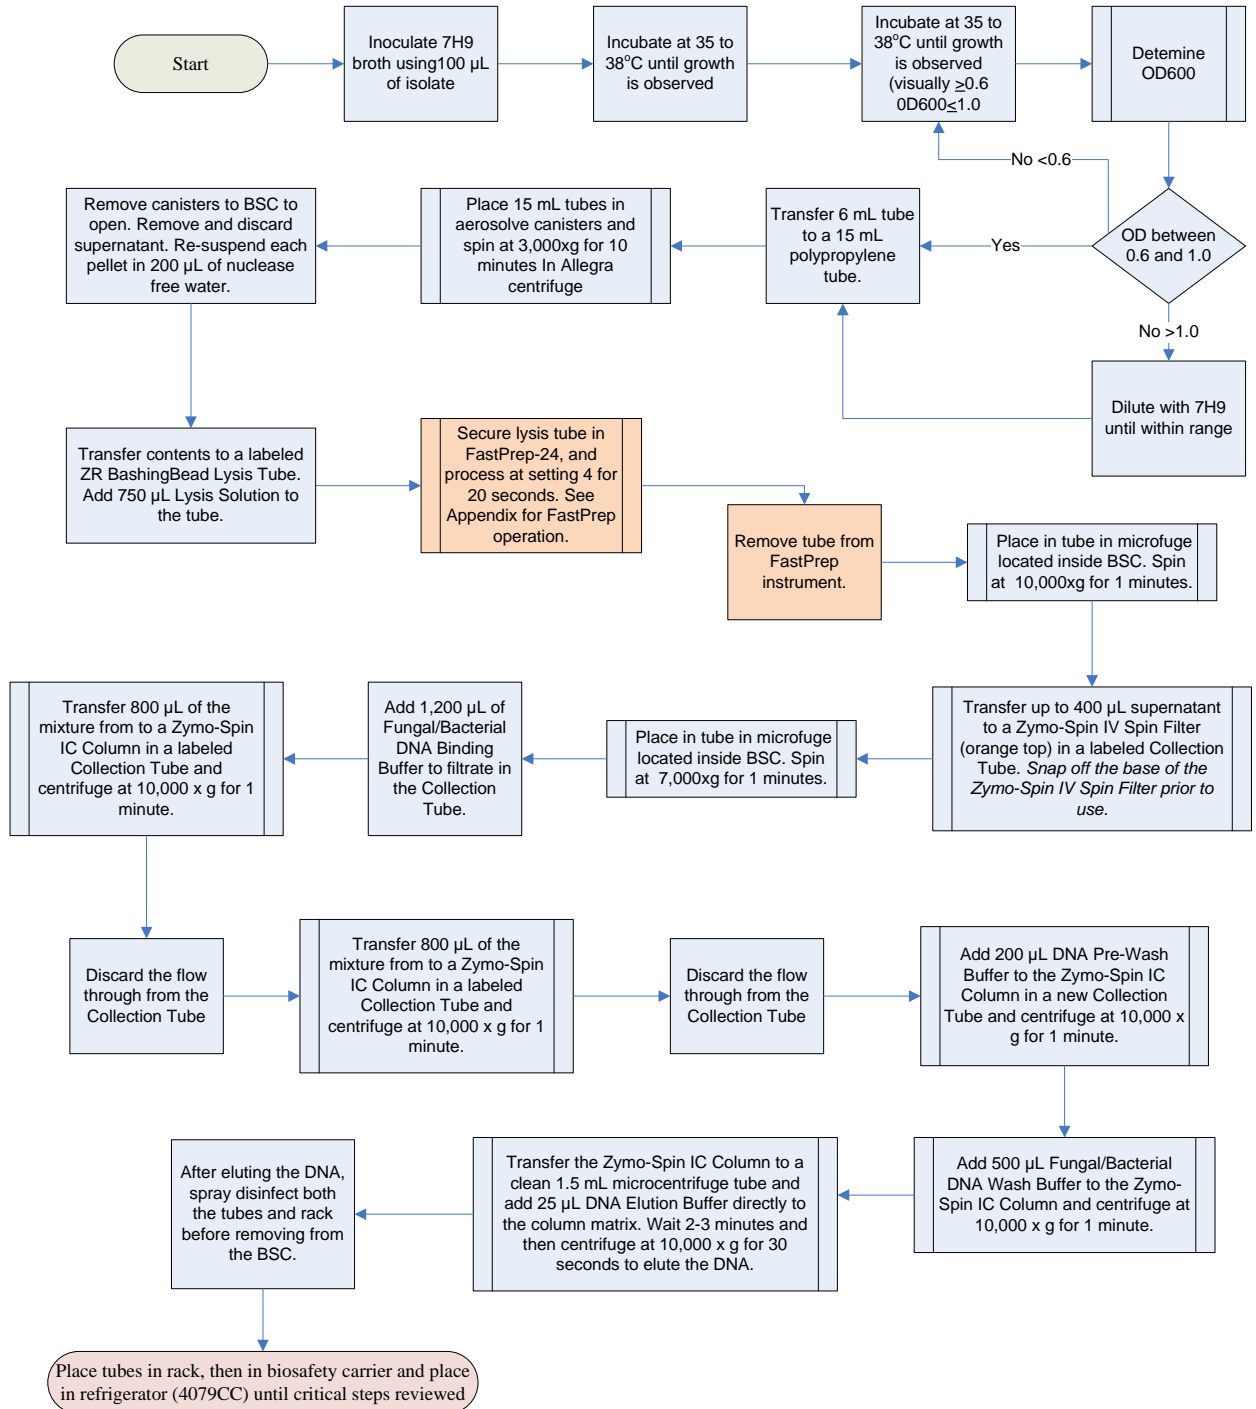 Start
Inoculate 7H9
broth using100 µL
of isolate
Incubate at 35 to
38°C until growth
is observed
Incubate at 35 to
38°C until growth
is observed
(visually ≥0.6
0D600≤1.0
Detemine
OD600
No <0.6
OD between
0.6 and 1.0
Yes
No >1.0
Dilute with 7H9
until within range
Transfer 6 mL tube
to a 15 mL
polypropylene
tube.
Place 15 mL tubes in
aerosolve canisters and
spin at 3,000xg for 10
minutes In Allegra
centrifuge
Remove canisters to BSC to
open. Remove and discard
supernatant. Re-suspend each
pellet in 200 µL of nuclease
free water.
Transfer contents to a labeled
ZR BashingBead Lysis Tube.
Add 750 µL Lysis Solution to
the tube.
Secure lysis tube in
FastPrep-24, and
process at setting 4 for
20 seconds. See
Appendix for FastPrep
operation.
Remove tube from
FastPrep
instrument.
Place in tube in microfuge
located inside BSC. Spin
at 10,000xg for 1 minutes.
Transfer up to 400 µL supernatant
to a Zymo-Spin IV Spin Filter
(orange top) in a labeled Collection
Tube. Snap off the base of the
Zymo-Spin IV Spin Filter prior to
use.
Place in tube in microfuge
located inside BSC. Spin
at 7,000xg for 1 minutes.
Add 1,200 µL of
Fungal/Bacterial
DNA Binding
Buffer to filtrate in
the Collection
Tube.
Transfer 800 µL of the
mixture from to a Zymo-Spin
IC Column in a labeled
Collection Tube and
centrifuge at 10,000 x g for 1
minute.
Discard the flow
through from the
Collection Tube
Transfer 800 µL of the
mixture from to a Zymo-Spin
IC Column in a labeled
Collection Tube and
centrifuge at 10,000 x g for 1
minute.
Discard the flow
through from the
Collection Tube
Add 200 µL DNA Pre-Wash
Buffer to the Zymo-Spin IC
Column in a new Collection
Tube and centrifuge at 10,000 x
g for 1 minute.
Add 500 µL Fungal/Bacterial
DNA Wash Buffer to the Zymo-
Spin IC Column and centrifuge at
10,000 x g for 1 minute.
Transfer the Zymo-Spin IC Column to a
clean 1.5 mL microcentrifuge tube and
add 25 µL DNA Elution Buffer directly to
the column matrix. Wait 2-3 minutes and
then centrifuge at 10,000 x g for 30
seconds to elute the DNA.
After eluting the DNA,
spray disinfect both
the tubes and rack
before removing from
the BSC.
Place tubes in rack, then in biosafety carrier and place
in refrigerator (4079CC) until critical steps reviewed